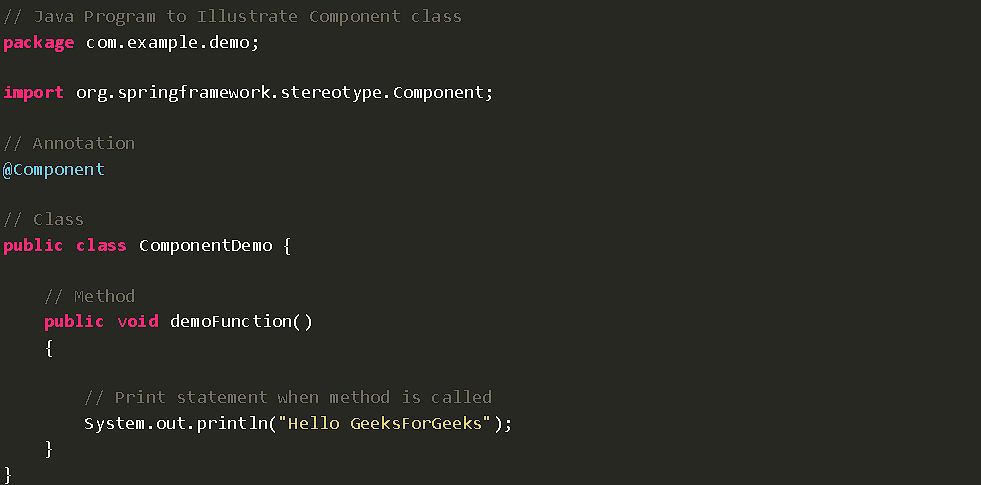 // Java Program to Illustrate Component class
package com.example.demo;
import org.springframework.stereotype.Component;
// Annotation
@Component
// Class
public class ComponentDemo {
// Method
public void demoFunction()
{
// Print statement when method is called
System.out.println("Hello GeeksForGeeks");
}
}